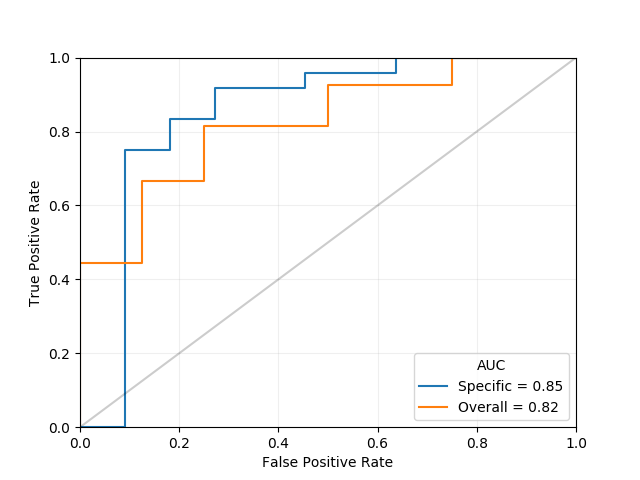 1.0
0.8
0.6
0.4
0.2
0.0
True Positive Rate
AUC
Specific = 0.85
Overall = 0.82
0.0 0.2 0.4 0.6 0.8 1.0
False Positive Rate